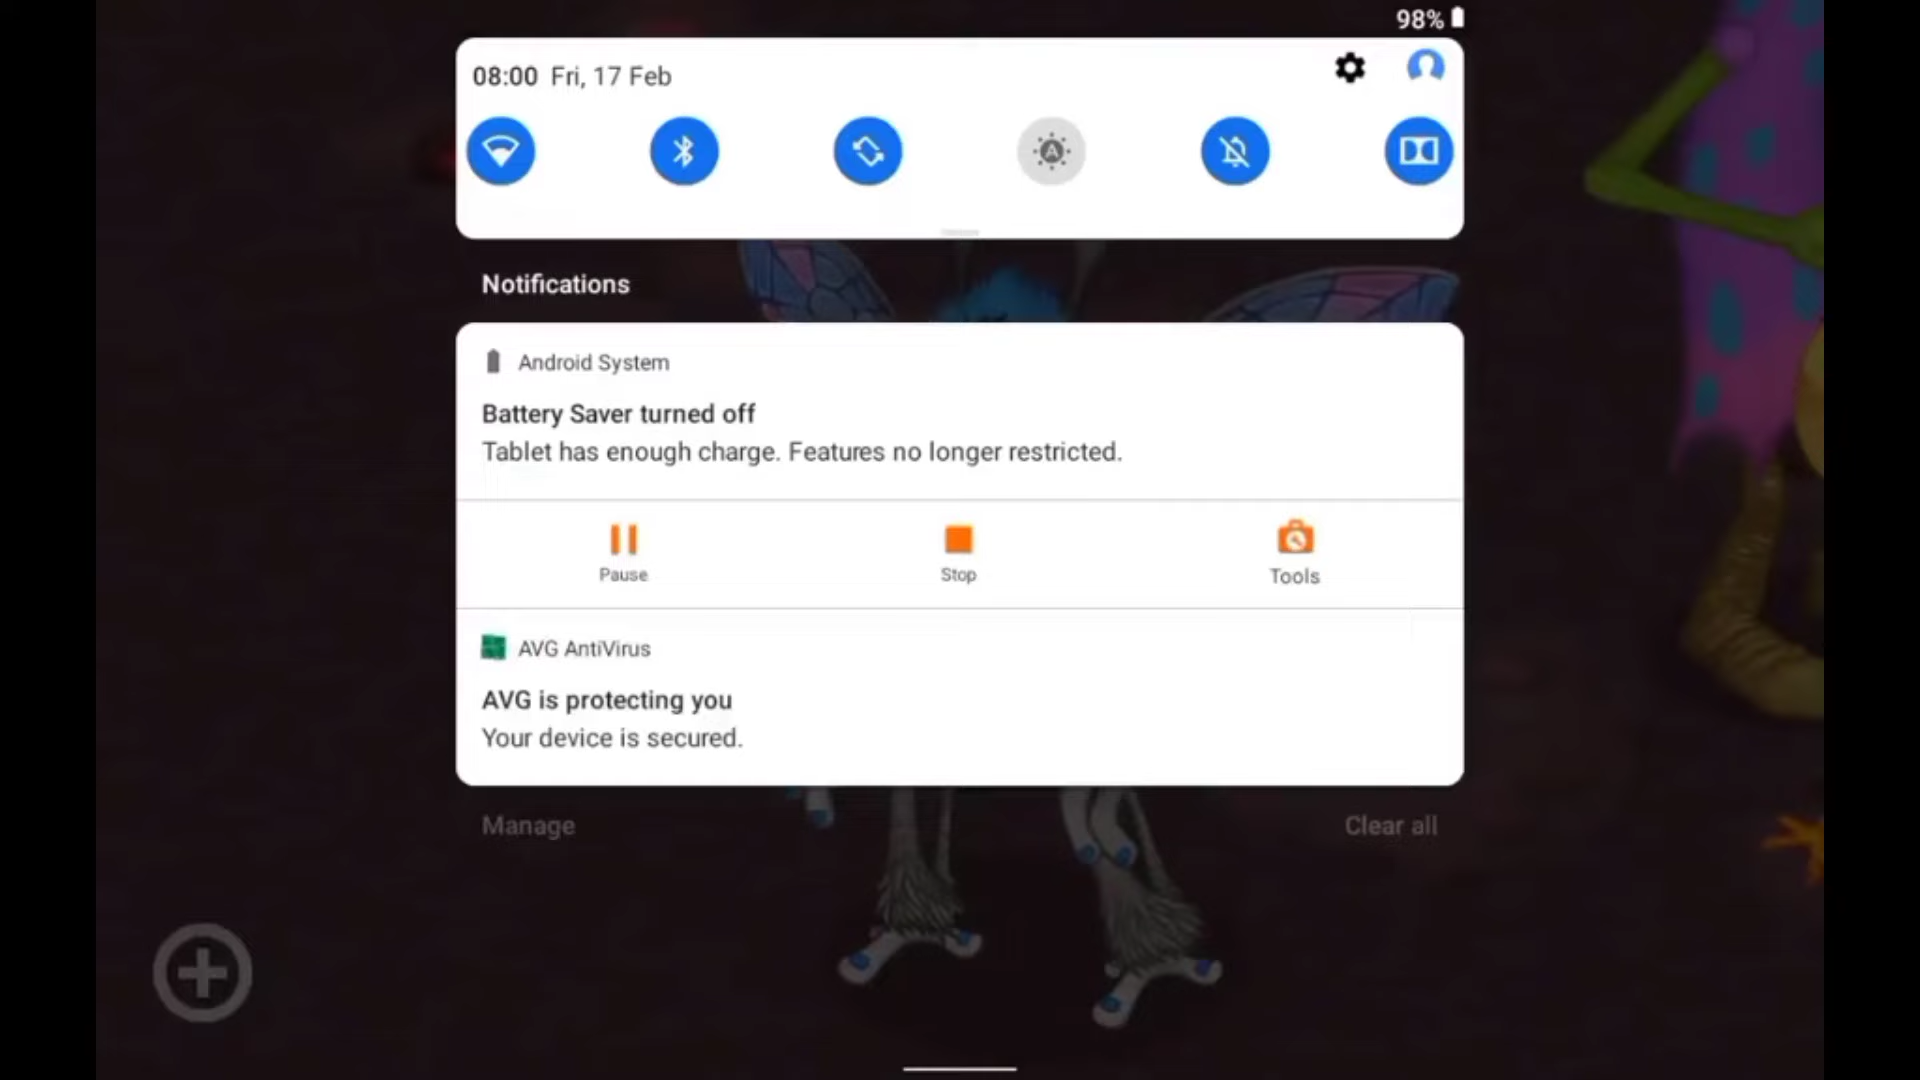 98%
08:00 Fri, 17 Feb
Notifications
Android System
Battery Saver turned off
Tablet has enough charge. Features no longer restricted.
Pause Stop Tools
AVG AntiVirus
AVG is protecting you
Your device is secured.
Manage Clear all